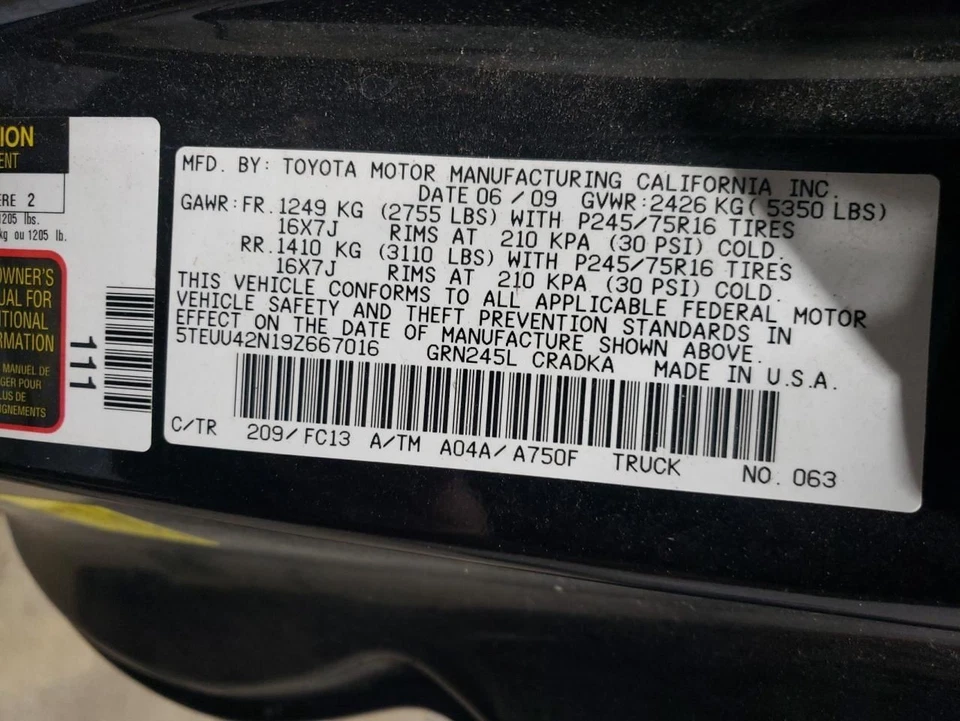 ION
ENT
ERE 2
1205 lbs.
kg ou 1205 lb.
OWNER'S
UAL FOR
ITIONAL
RMATION
MANUEL DE
GER POUR
LUS DE
IGNEMENTS
111
MFD. BY: TOYOTA MOTOR MANUFACTURING CALIFORNIA INC.
DATE 06 / 09 GVWR:2426 KG( 5350 LBS)
GAWR:FR.1249 KG (2755 LBS) WITH P245/75R16 TIRES
16X7J RIMS AT 210 KPA (30 PSI) COLD.
RR.1410 KG (3110 LBS) WITH P245/75R16 TIRES
16X7J RIMS AT 210 KPA (30 PSI) COLD.
THIS VEHICLE CONFORMS TO ALL APPLICABLE FEDERAL MOTOR
VEHICLE SAFETY AND THEFT PREVENTION STANDARDS IN
EFFECT ON THE DATE OF MANUFACTURE SHOWN ABOVE.
5TEUU42N19Z667016 GRN245L CRADKA MADE IN U.S.A.
C/TR 209/FC13 A/TM A04A/A750F TRUCK NO. 063